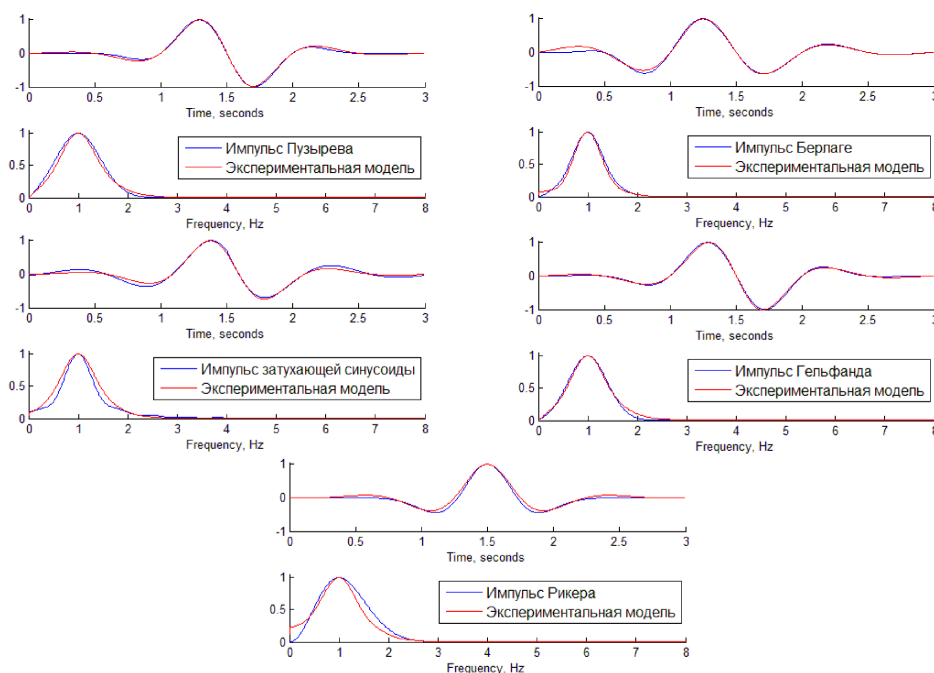 1
0
-1
0 0.5 1 1.5 2 2.5 3
Time, seconds
1
0
-1
0 0.5 1 1.5 2 2.5 3
Time, seconds
1
0.5
0
Импульс Пузырева
Экспериментальная модель
0 1 2 3 4 5 6 7 8
Frequency, Hz
1
0.5
0
Импульс Берлаге
Экспериментальная модель
0 1 2 3 4 5 6 7 8
Frequency, Hz
1
0
-1
0 0.5 1 1.5 2 2.5 3
Time, seconds
1
0
-1
0 0.5 1 1.5 2 2.5 3
Time, seconds
1
0.5
0
Импульс затухающей синусоиды
Экспериментальная модель
0 1 2 3 4 5 6 7 8
Frequency, Hz
1
0.5
0
Импульс Гельфанда
Экспериментальная модель
0 1 2 3 4 5 6 7 8
Frequency, Hz
1
0
-1
0 0.5 1 1.5 2 2.5 3
Time, seconds
1
0.5
0
Импульс Рикера
Экспериментальная модель
0 1 2 3 4 5 6 7 8
Frequency, Hz